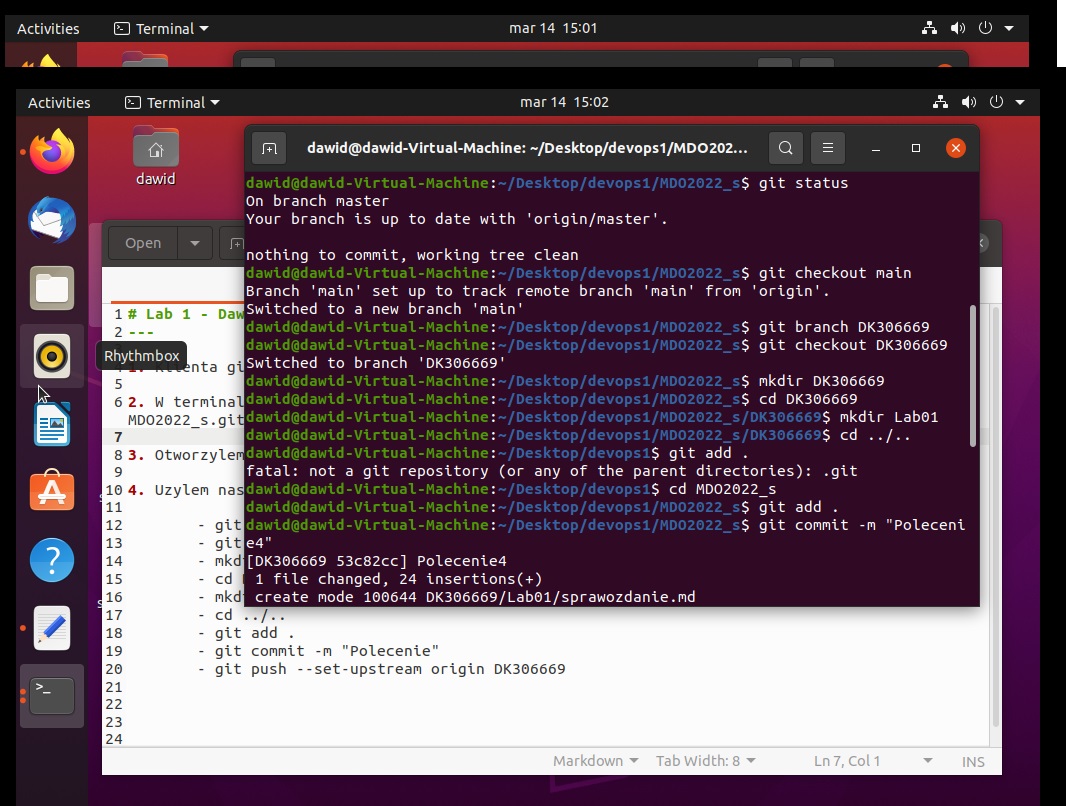 Activities Terminal mar 14 15:01
Activities Terminal mar 14 15:02
dawid
dawid@dawid-Virtual-Machine: ~/Desktop/devops1/MDO202...
dawid@dawid-Virtual-Machine:~/Desktop/devops1/MDO2022_s$ git status
On branch master
Your branch is up to date with 'origin/master'.
nothing to commit, working tree clean
dawid@dawid-Virtual-Machine:~/Desktop/devops1/MDO2022_s$ git checkout main
Branch 'main' set up to track remote branch 'main' from 'origin'.
Switched to a new branch 'main'
dawid@dawid-Virtual-Machine:~/Desktop/devops1/MDO2022_s$ git branch DK306669
dawid@dawid-Virtual-Machine:~/Desktop/devops1/MDO2022_s$ git checkout DK306669
Switched to branch 'DK306669'
dawid@dawid-Virtual-Machine:~/Desktop/devops1/MDO2022_s$ mkdir DK306669
dawid@dawid-Virtual-Machine:~/Desktop/devops1/MDO2022_s$ cd DK306669
dawid@dawid-Virtual-Machine:~/Desktop/devops1/MDO2022_s/DK306669$ mkdir Lab01
dawid@dawid-Virtual-Machine:~/Desktop/devops1/MDO2022_s/DK306669$ cd ../..
dawid@dawid-Virtual-Machine:~/Desktop/devops1$ git add .
fatal: not a git repository (or any of the parent directories): .git
dawid@dawid-Virtual-Machine:~/Desktop/devops1$ cd MDO2022_s
dawid@dawid-Virtual-Machine:~/Desktop/devops1/MDO2022_s$ git add .
dawid@dawid-Virtual-Machine:~/Desktop/devops1/MDO2022_s$ git commit -m "Poleceni
e4"
[DK306669 53c82cc] Polecenie4
1 file changed, 24 insertions(+)
create mode 100644 DK306669/Lab01/sprawozdanie.md
Open
Rhythmbox
1 # Lab 1 - Daw
2 ---
5
6 2. W terminal
MDO2022_s.git
7
8 3. Otworzylem
9
10 4. Uzylem nas
11
12 - git
13 - git
14 - mkd
15 - cd
16 - mkd
17 - cd ../..
18 - git add .
19 - git commit -m "Polecenie"
20 - git push --set-upstream origin DK306669
21
22
23
24
Markdown Tab Width: 8 Ln 7, Col 1 INS